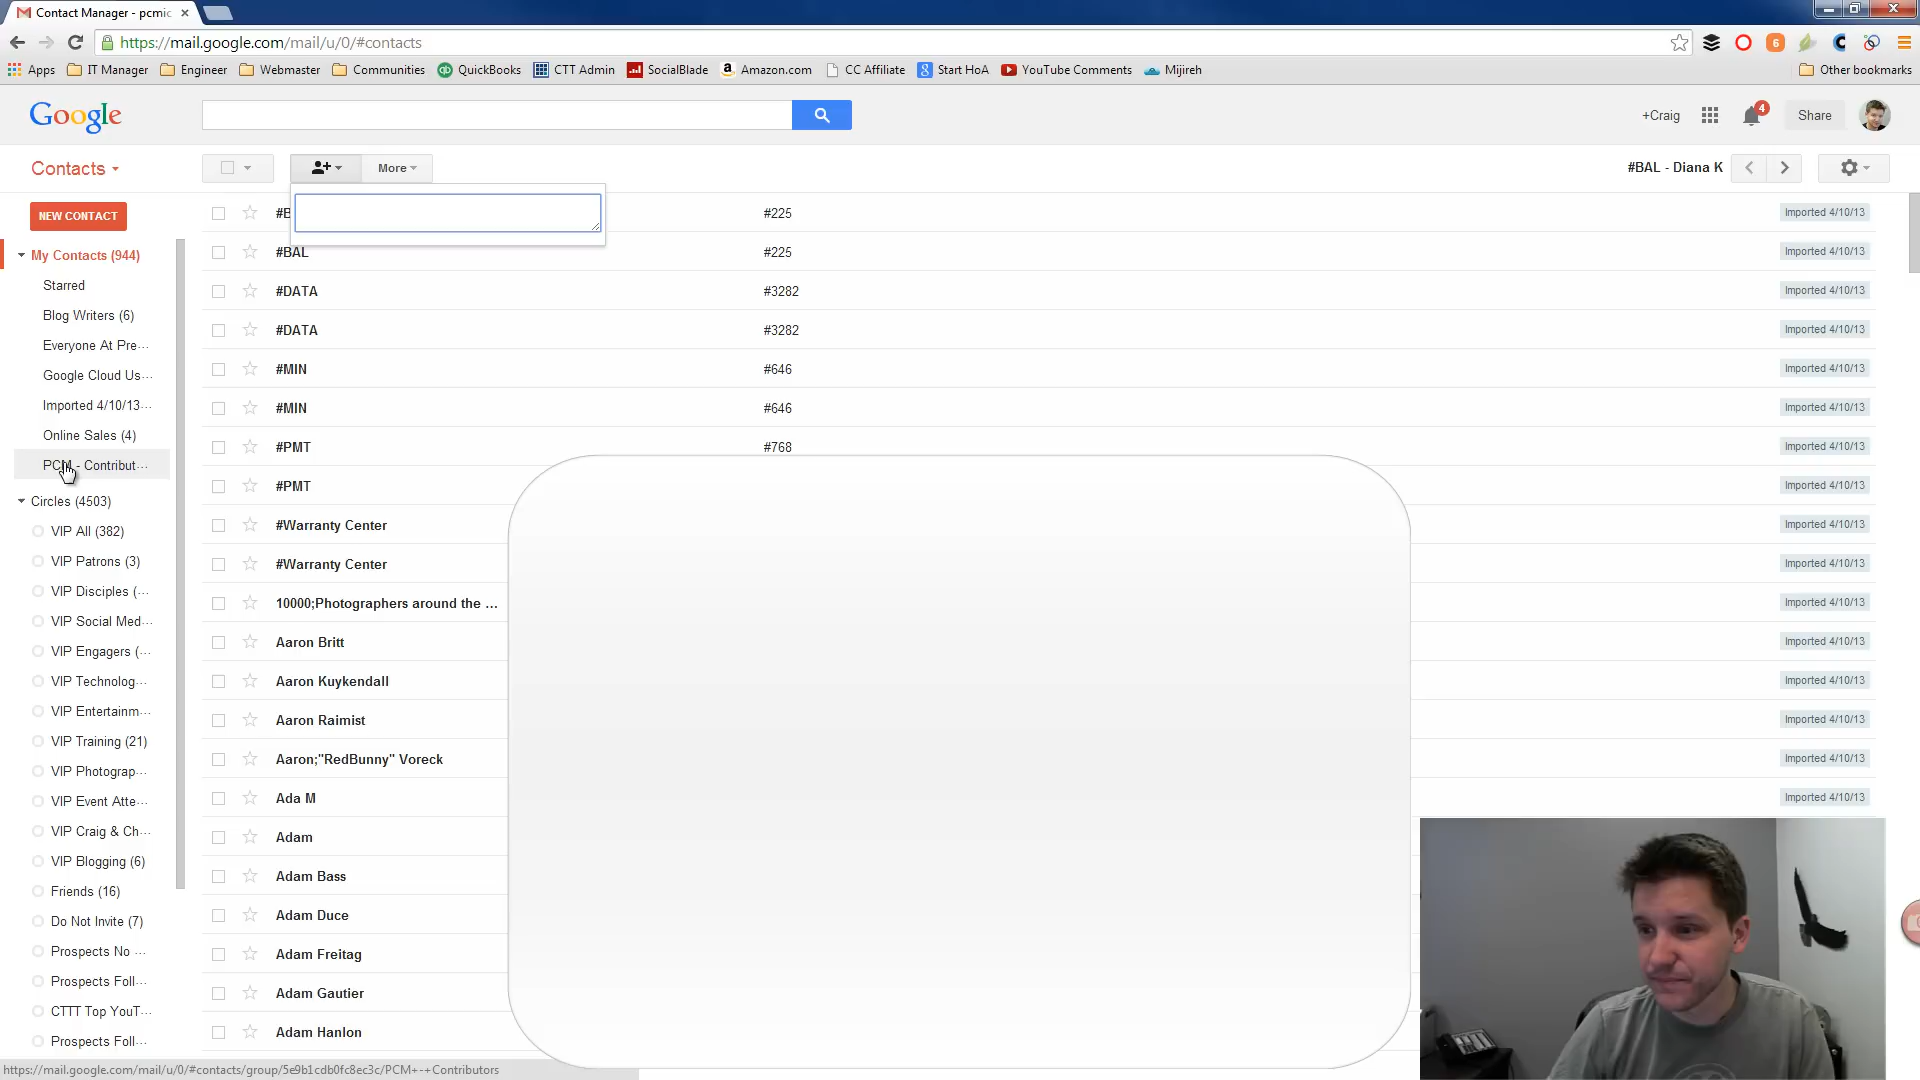 Contact Manager - pcmic
https://mail.google.com/mail/u/0/#contacts
Apps IT Manager Engineer Webmaster Communities QuickBooks CTT Admin SocialBlade Amazon.com CC Affiliate Start HoA YouTube Comments Mijireh Other bookmarks
Google +Craig 4 Share
Contacts More #BAL - Diana K
NEW CONTACT
My Contacts (944)
Starred
Blog Writers (6)
Everyone At Pre...
Google Cloud Us...
Imported 4/10/13...
Online Sales (4)
PCM - Contribut...
Circles (4503)
VIP All (382)
VIP Patrons (3)
VIP Disciples (...
VIP Social Med...
VIP Engagers (...
VIP Technolog...
VIP Entertainm...
VIP Training (21)
VIP Photograp...
VIP Event Atte...
VIP Craig & Ch...
VIP Blogging (6)
Friends (16)
Do Not Invite (7)
Prospects No ...
Prospects Foll...
CTTT Top YouT...
Prospects Foll...
#B #225 Imported 4/10/13
#BAL #225 Imported 4/10/13
#DATA #3282 Imported 4/10/13
#DATA #3282 Imported 4/10/13
#MIN #646 Imported 4/10/13
#MIN #646 Imported 4/10/13
#PMT #768 Imported 4/10/13
#PMT Imported 4/10/13
#Warranty Center Imported 4/10/13
#Warranty Center Imported 4/10/13
10000;Photographers around the ... Imported 4/10/13
Aaron Britt Imported 4/10/13
Aaron Kuykendall Imported 4/10/13
Aaron Raimist Imported 4/10/13
Aaron;"RedBunny" Voreck Imported 4/10/13
Ada M Imported 4/10/13
Adam
Adam Bass
Adam Duce
Adam Freitag
Adam Gautier
Adam Hanlon
https://mail.google.com/mail/u/0/#contacts/group/5e9b1cdb0fc8ec3c/PCM+-+Contributors
6